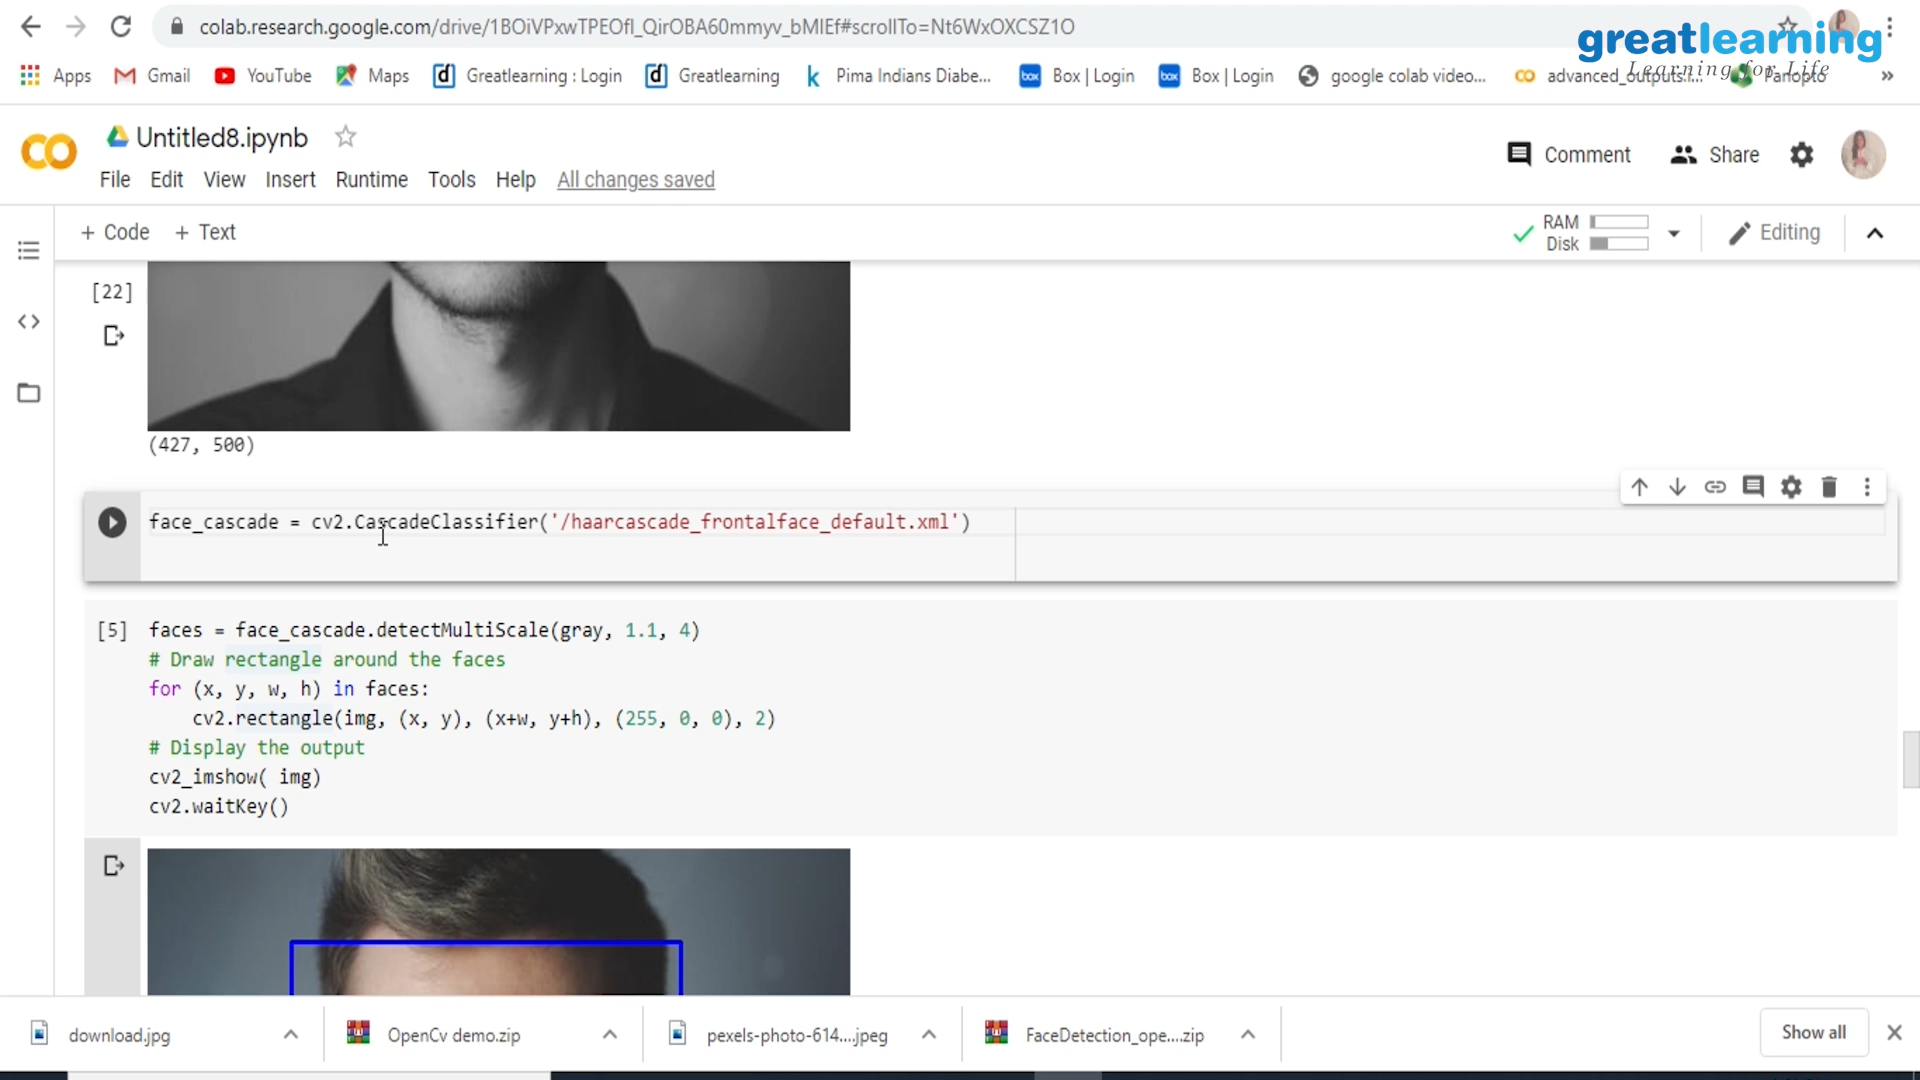 colab.research.google.com/drive/1BOiVPxwTPEOfl_QirOBA60mmyv_bMlEf#scrollTo=Nt6WxOXCSZ1O
greatlearning
Learning for Life
Apps Gmail YouTube Maps Greatlearning : Login Greatlearning Pima Indians Diabe... Box | Login Box | Login google colab video... advanced_outputs.... Panopto »
Untitled8.ipynb
Comment Share
File Edit View Insert Runtime Tools Help All changes saved
+ Code + Text
RAM
Disk
Editing
[22]
(427, 500)
face_cascade = cv2.CascadeClassifier('/haarcascade_frontalface_default.xml')
[5] faces = face_cascade.detectMultiScale(gray, 1.1, 4)
# Draw rectangle around the faces
for (x, y, w, h) in faces:
cv2.rectangle(img, (x, y), (x+w, y+h), (255, 0, 0), 2)
# Display the output
cv2_imshow( img)
cv2.waitKey()
download.jpg OpenCv demo.zip pexels-photo-614....jpeg FaceDetection_ope....zip Show all